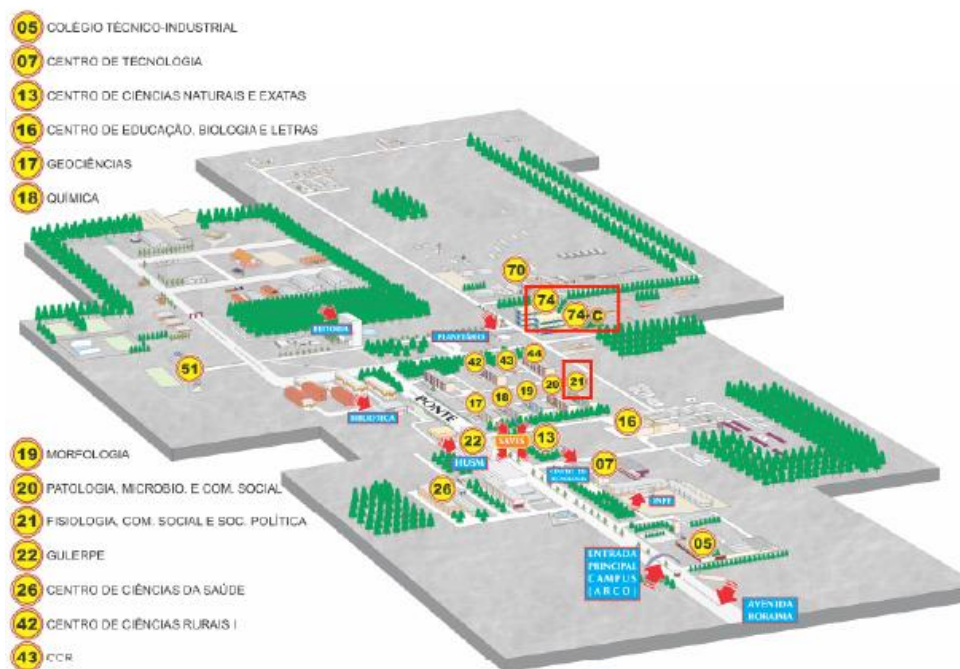 05 COLÉGIO TÉCNICO-INDUSTRIAL
07 CENTRO DE TECNOLOGIA
13 CENTRO DE CIÊNCIAS NATURAIS E EXATAS
16 CENTRO DE EDUCAÇÃO, BIOLOGIA E LETRAS
17 GEOCIÊNCIAS
18 QUÍMICA
70
74
74 C
REITORIA
PLANETÁRIO
42
43
44
51
21
20
19
18
17
BIBLIOTECA
PONTE
16
22
13
HUSM
07
26
05
ENTRADA
PRINCIPAL
CAMPUS
(ARCO)
AVENIDA
RORAIMA
19 MORFOLOGIA
20 PATOLOGIA, MICROBIO. E COM. SOCIAL
21 FISIOLOGIA, COM. SOCIAL E SOC. POLÍTICA
22 GULERPE
26 CENTRO DE CIÊNCIAS DA SAÚDE
42 CENTRO DE CIÊNCIAS RURAIS I
43 CCR